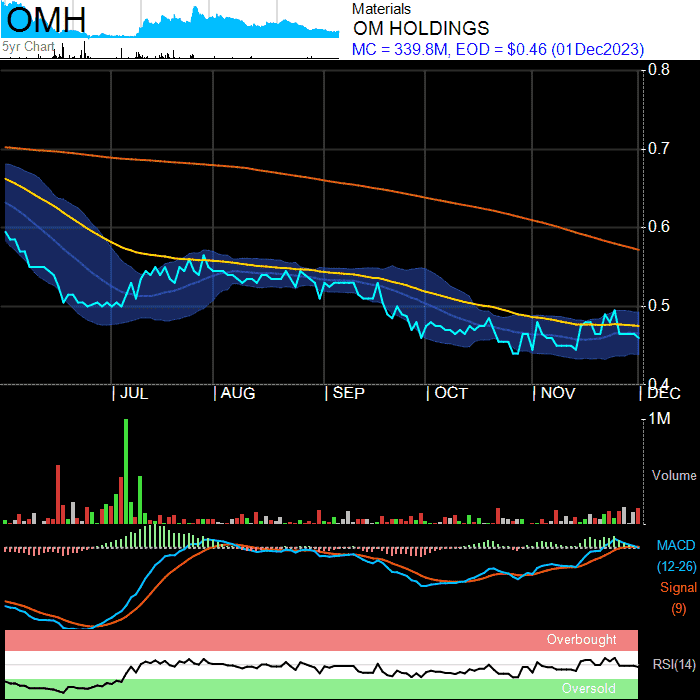 OMH
5yr Chart
Materials
OM HOLDINGS
MC = 339.8M, EOD = $0.46 (01Dec2023)
0.8
0.7
0.6
0.5
0.4
JUL AUG SEP OCT NOV DEC
1M
Volume
MACD
(12-26)
Signal
(9)
Overbought
RSI(14)
Oversold